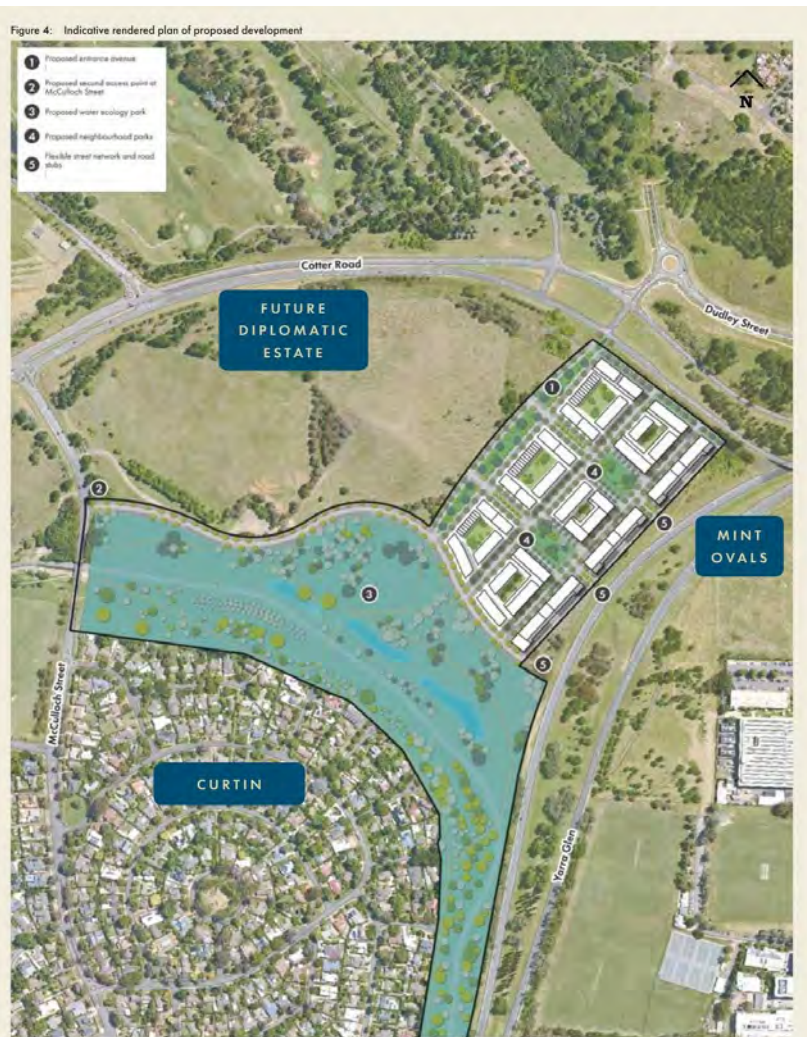 Figure 4: Indicative rendered plan of proposed development
1 Proposed entrance avenue
2 Proposed second access point at
McCulloch Street
3 Proposed water ecology park
4 Proposed neighbourhood parks
5 Flexible street network and road
stubs
N
Cotter Road
FUTURE
DIPLOMATIC
ESTATE
Dudley Street
1
4
2
5
MINT
OVALS
4
3
5
5
McCulloch Street
CURTIN
Yarra Glen